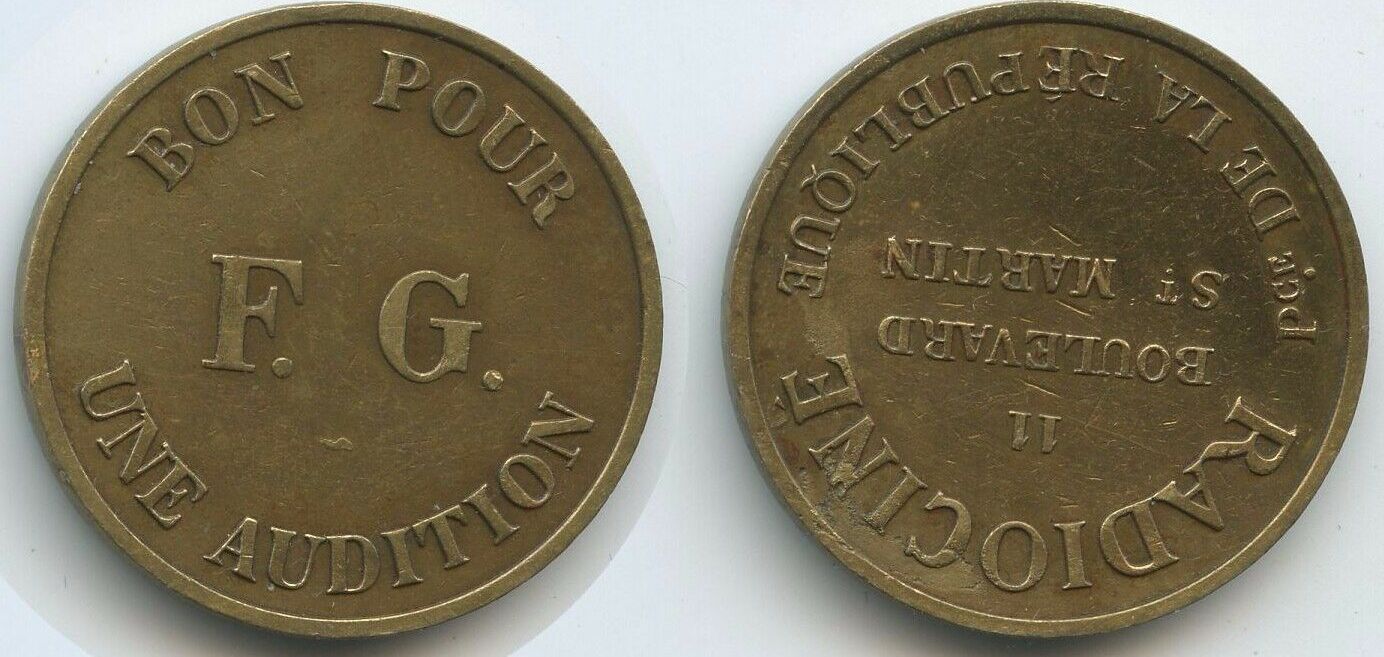 BON POUR
F. G.
UNE AUDITION
RADIOCINÉ
11
BOULEVARD
ST MARTIN
PCE DE LA RÉPUBLIQUE